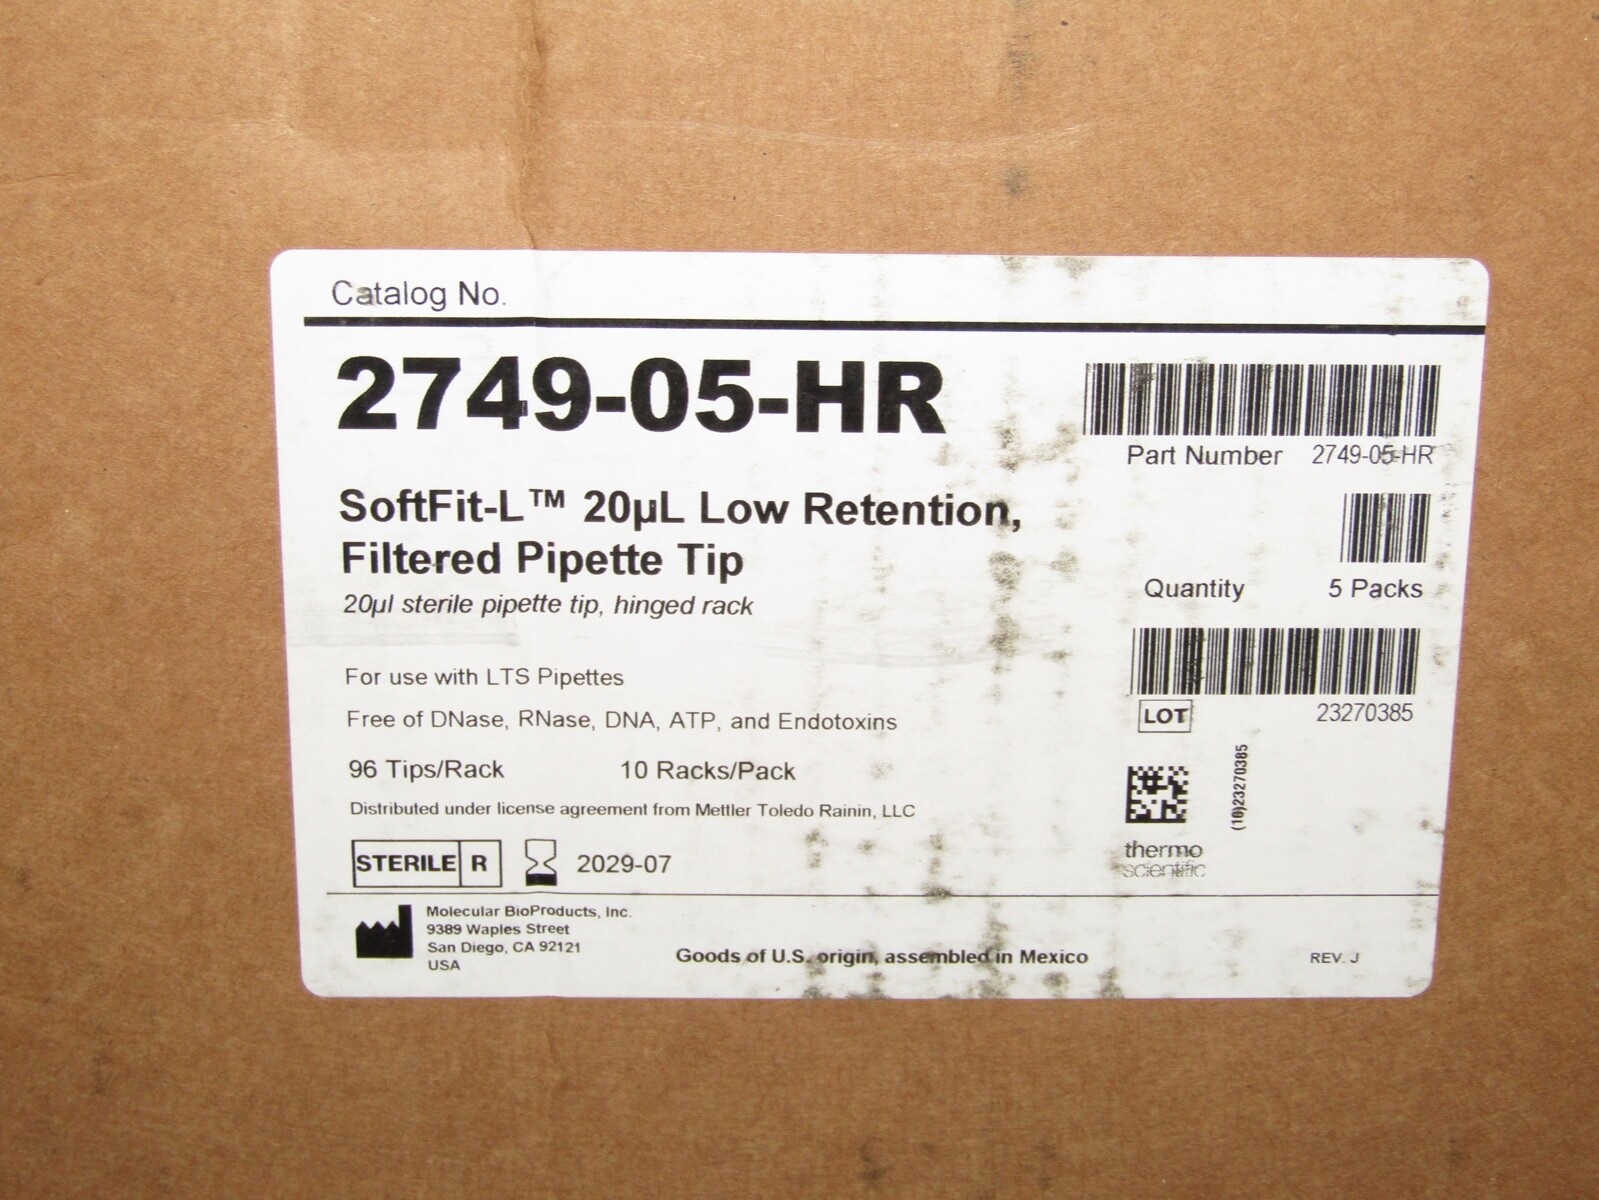 Catalog No.
2749-05-HR
Part Number 2749-05-HR
SoftFit-L™ 20µL Low Retention,
Filtered Pipette Tip
20µl sterile pipette tip, hinged rack
Quantity 5 Packs
For use with LTS Pipettes
Free of DNase, RNase, DNA, ATP, and Endotoxins
LOT 23270385
96 Tips/Rack 10 Racks/Pack
(10)23270385
Distributed under license agreement from Mettler Toledo Rainin, LLC
STERILE R 2029-07
thermo
scientific
Molecular BioProducts, Inc.
9389 Waples Street
San Diego, CA 92121
USA
Goods of U.S. origin, assembled in Mexico
REV. J